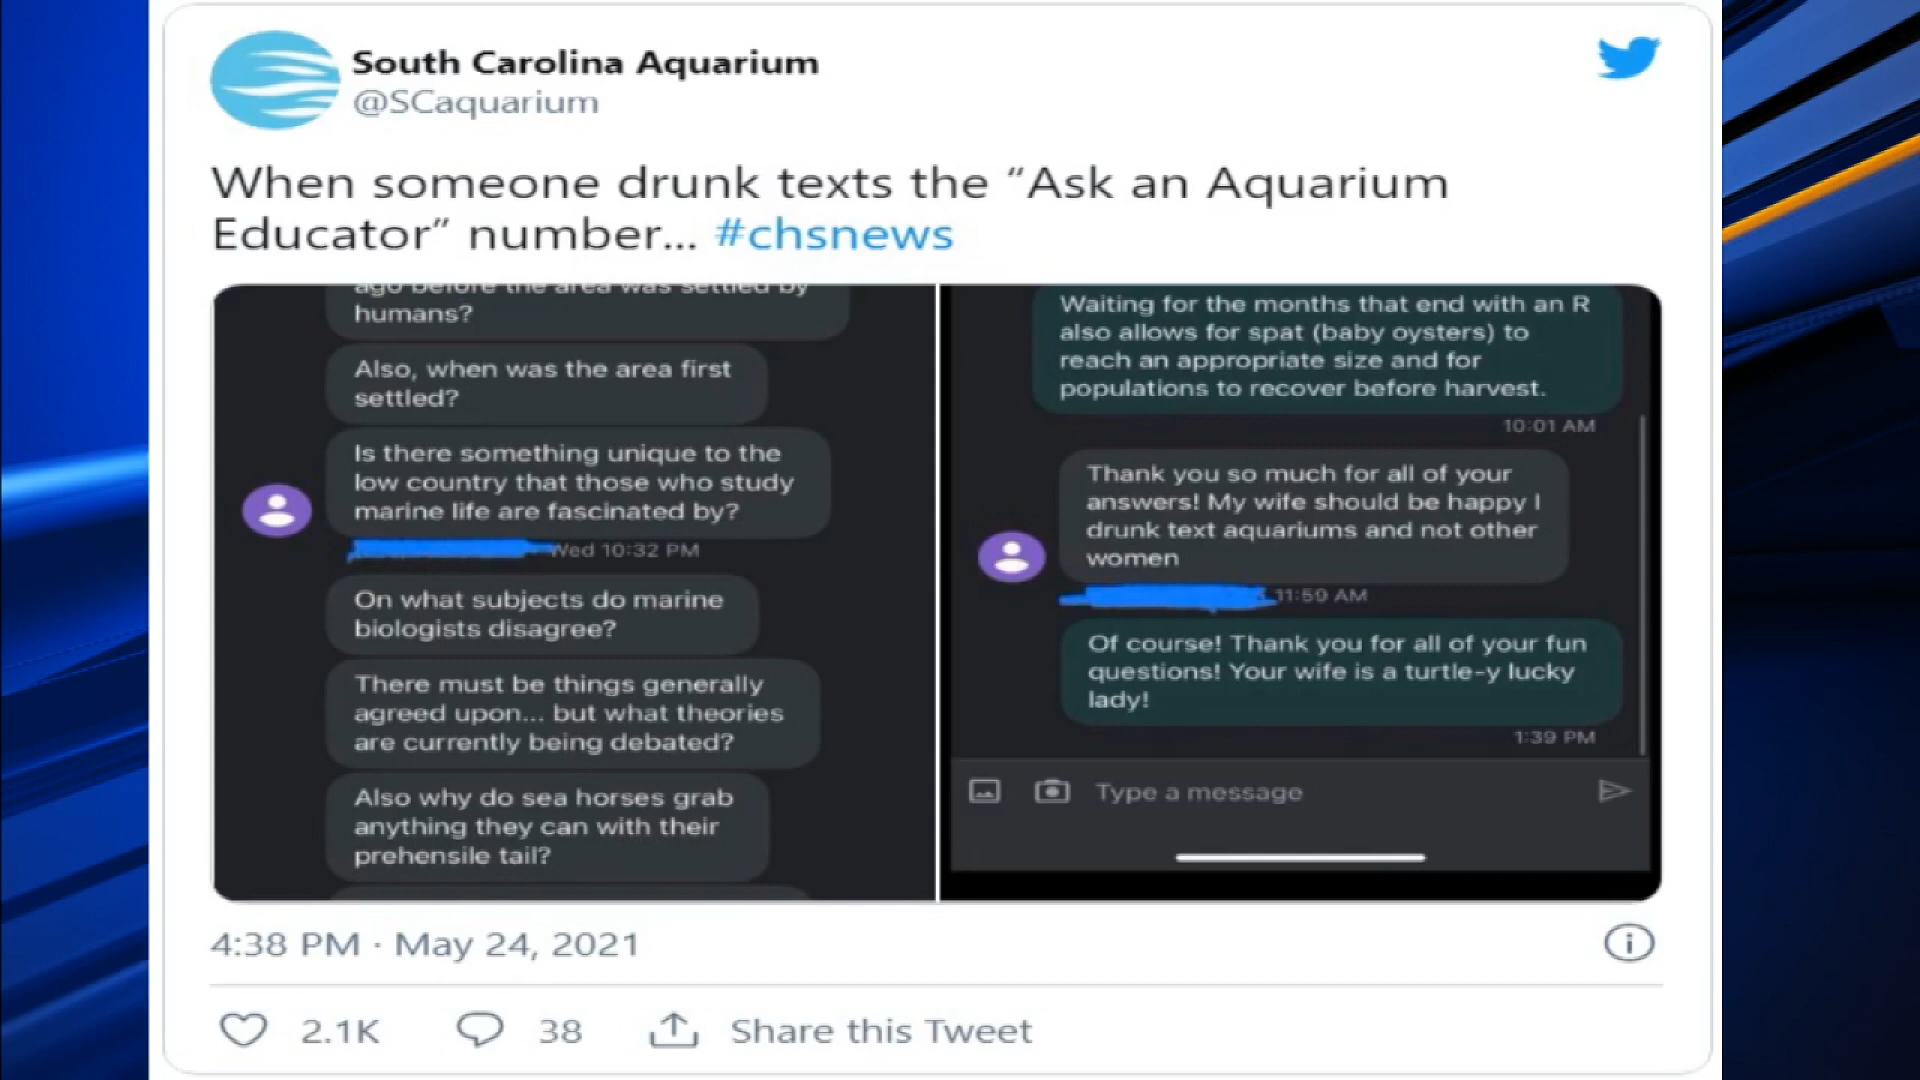 South Carolina Aquarium
@SCaquarium
When someone drunk texts the “Ask an Aquarium
Educator” number... #chsnews
ago before the area was settled by
humans?
Also, when was the area first
settled?
Is there something unique to the
low country that those who study
marine life are fascinated by?
Wed 10:32 PM
On what subjects do marine
biologists disagree?
There must be things generally
agreed upon... but what theories
are currently being debated?
Also why do sea horses grab
anything they can with their
prehensile tail?
Waiting for the months that end with an R
also allows for spat (baby oysters) to
reach an appropriate size and for
populations to recover before harvest.
10:01 AM
Thank you so much for all of your
answers! My wife should be happy I
drunk text aquariums and not other
women
11:59 AM
Of course! Thank you for all of your fun
questions! Your wife is a turtle-y lucky
lady!
1:39 PM
Type a message
4:38 PM · May 24, 2021
2.1K 38 Share this Tweet